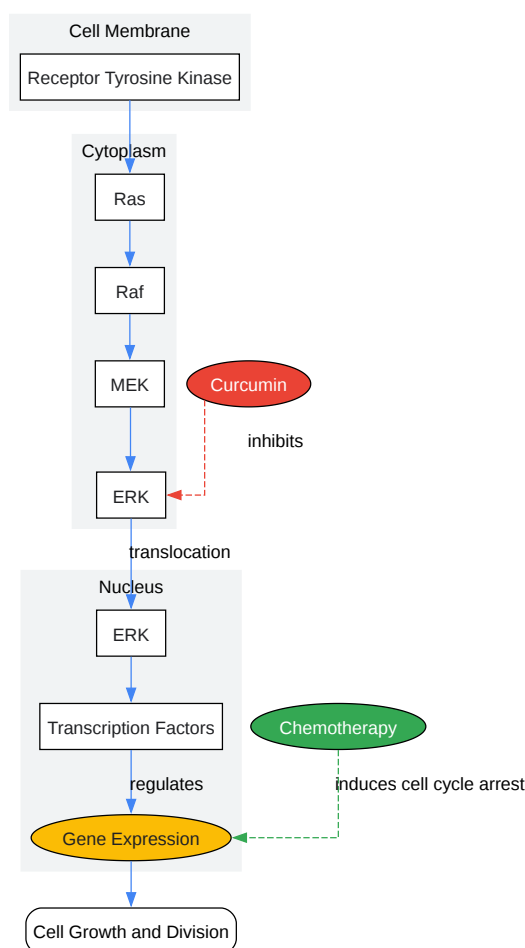 Cell Membrane
Receptor Tyrosine Kinase
Cytoplasm
Ras
Raf
MEK
Curcumin
inhibits
ERK
translocation
Nucleus
ERK
Transcription Factors
Chemotherapy
regulates
induces cell cycle arrest
Gene Expression
Cell Growth and Division